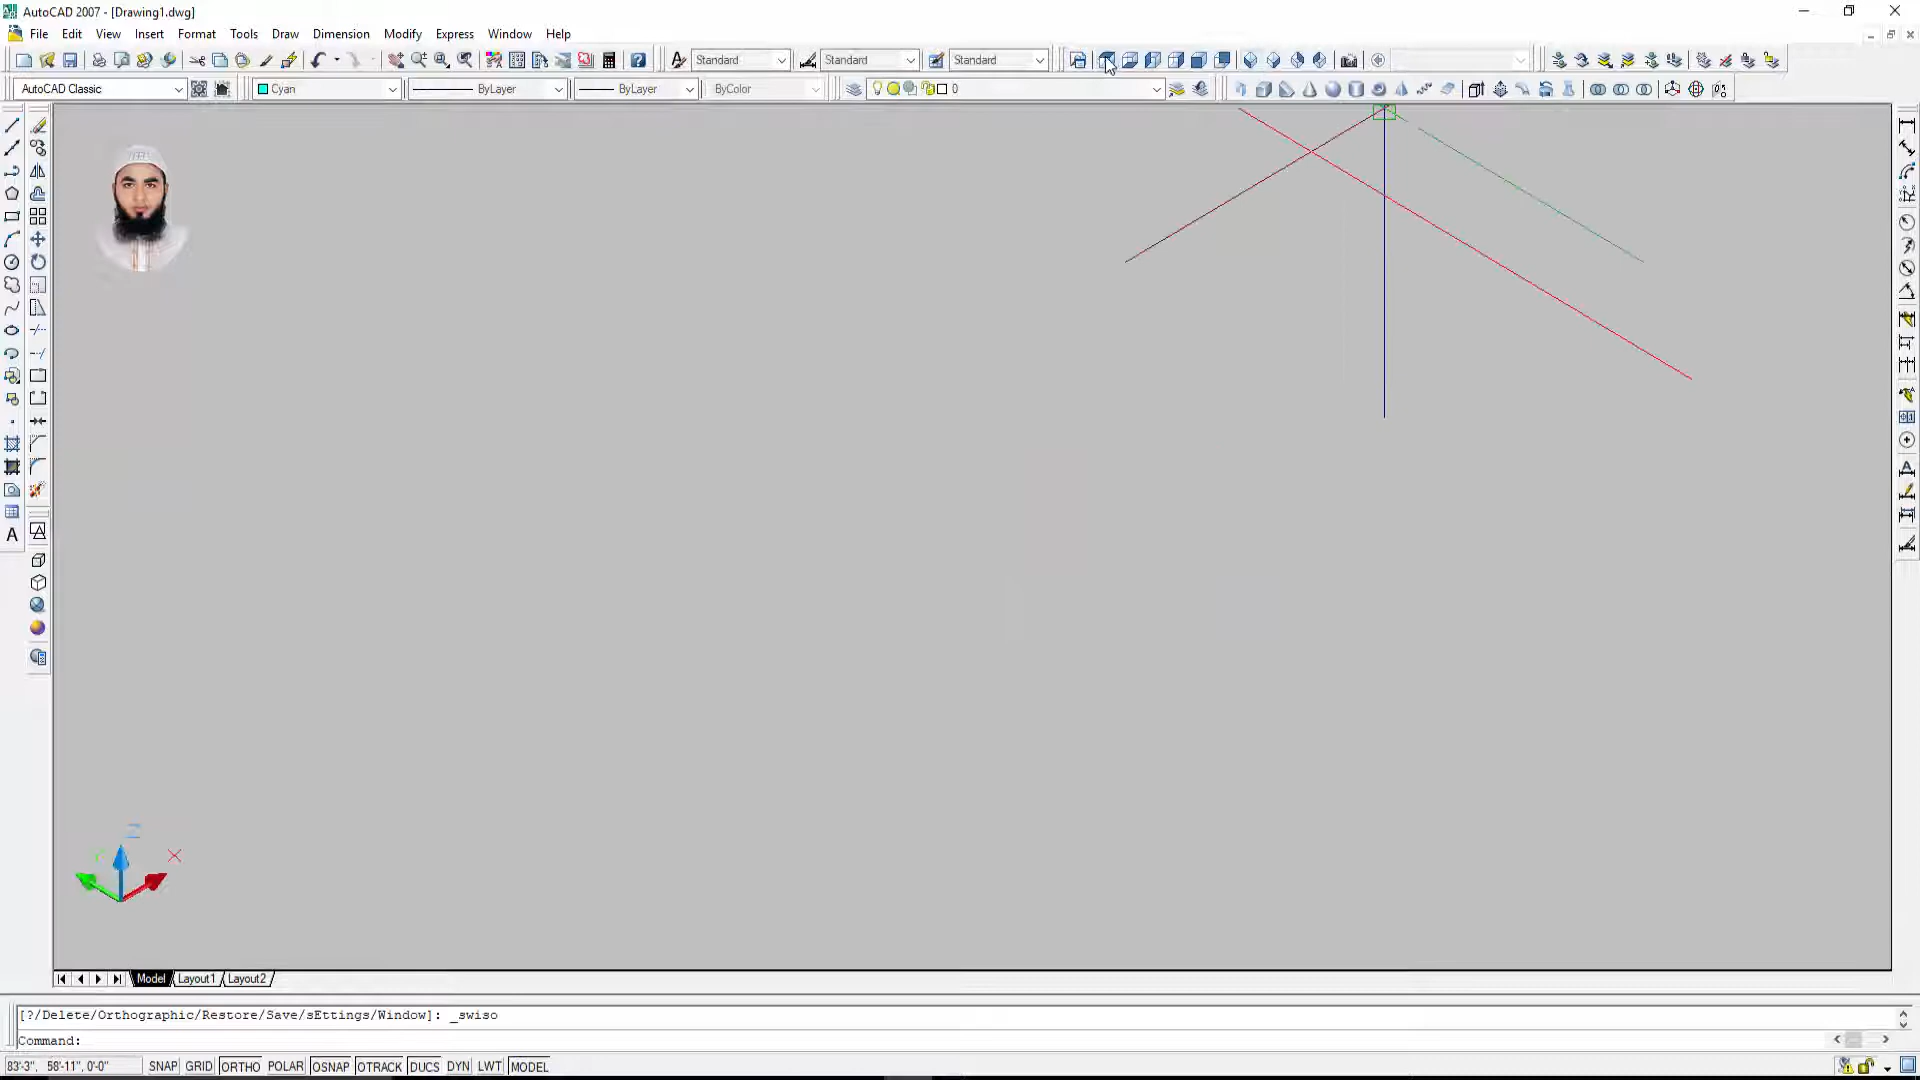 AutoCAD 2007 - [Drawing1.dwg]
File Edit View Insert Format Tools Draw Dimension Modify Express Window Help
Standard Standard Standard
AutoCAD Classic Cyan ByLayer ByLayer ByColor 0
A
Z
Y X
Model Layout1 Layout2
[?/Delete/Orthographic/Restore/Save/sEttings/Window]: _swiso
Command:
83'-3", 58'-11", 0'-0" SNAP GRID ORTHO POLAR OSNAP OTRACK DUCS DYN LWT MODEL